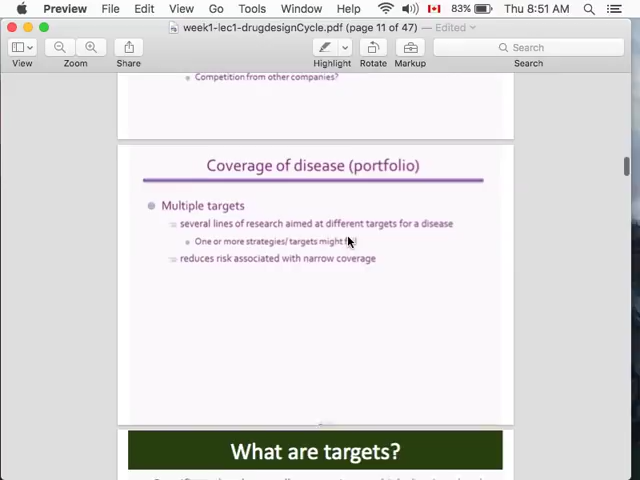 Preview File Edit View Go Tools Window Help 83% Thu 8:51 AM
week1-lec1-drugdesignCycle.pdf (page 11 of 47) — Edited
Search
View Zoom Share Highlight Rotate Markup Search
Competition from other companies?
Coverage of disease (portfolio)
Multiple targets
several lines of research aimed at different targets for a disease
One or more strategies/ targets might
reduces risk associated with narrow coverage
What are targets?